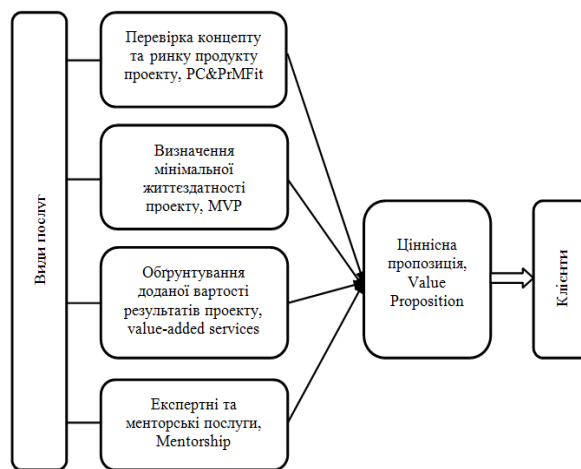 Види послуг
Перевірка концепту
та ринку продукту
проекту, PC&PrMFit
Визначення
мінімальної
життєздатності
проекту, MVP
Обґрунтування
доданої вартості
результатів проекту,
value-added services
Експертні та
менторські послуги,
Mentorship
Ціннісна
пропозиція,
Value
Proposition
Клієнти